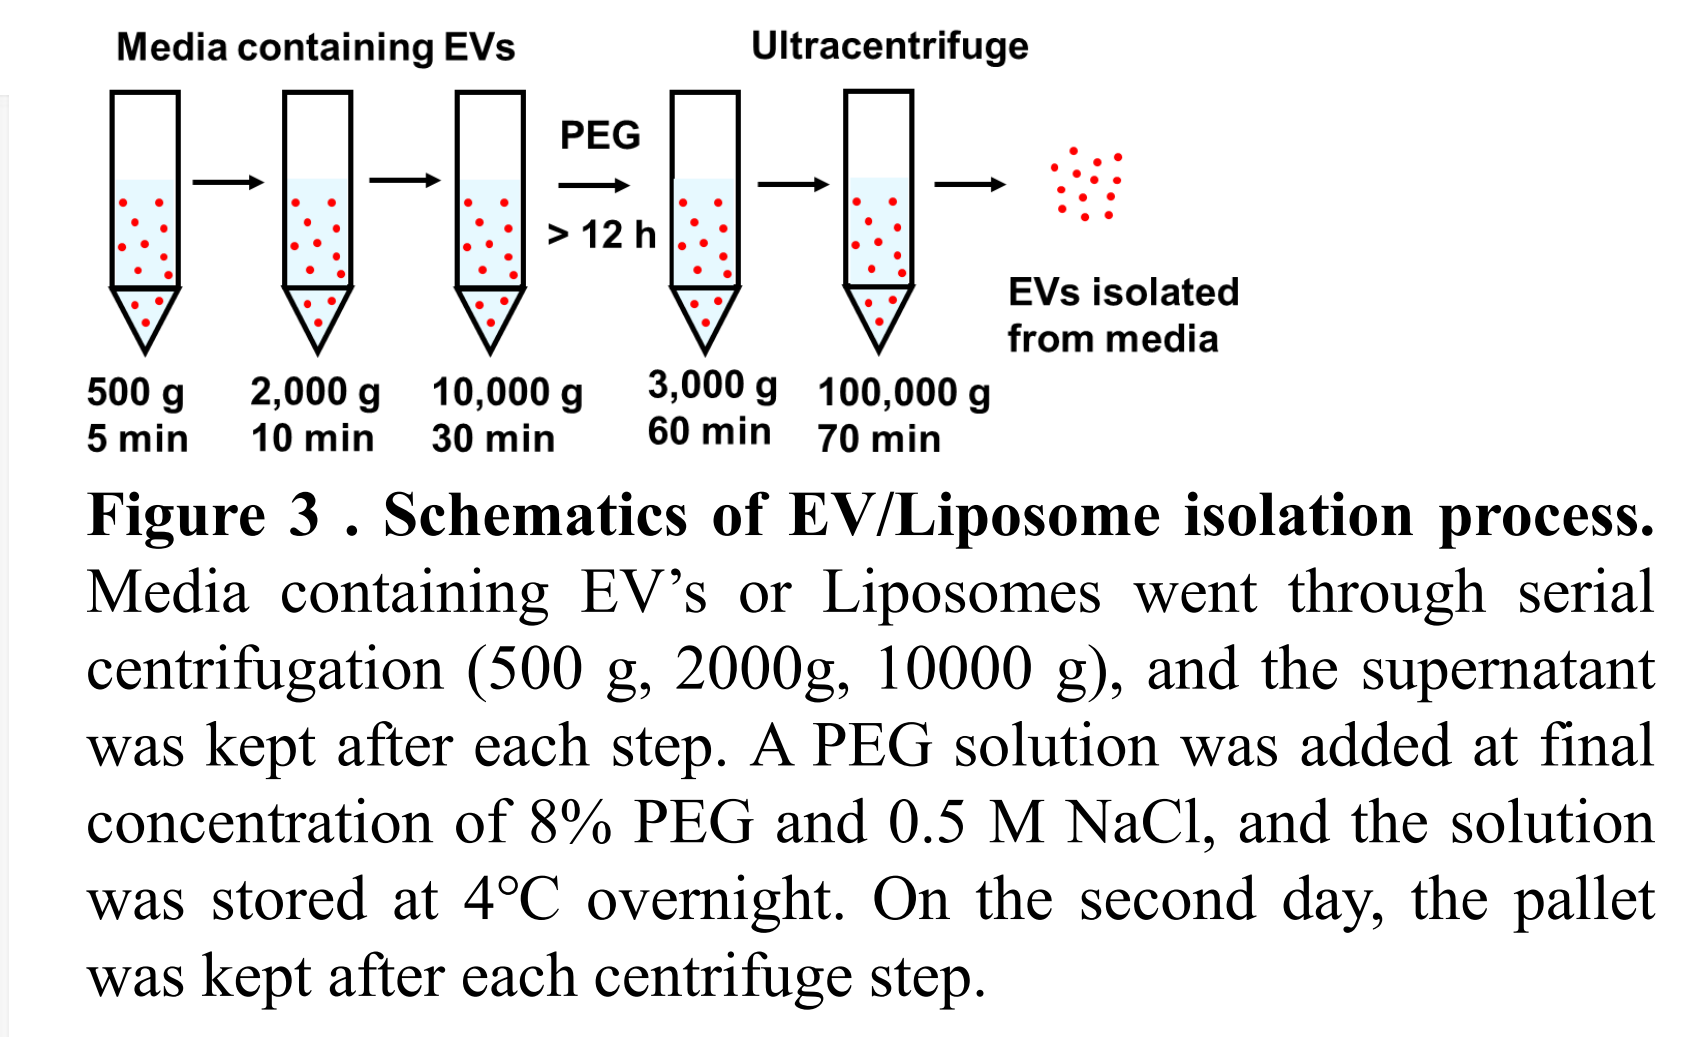 Media containing EVs
Ultracentrifuge
PEG
> 12 h
EVs isolated
from media
500 g
5 min
2,000 g
10 min
10,000 g
30 min
3,000 g
60 min
100,000 g
70 min
Figure 3 . Schematics of EV/Liposome isolation process.
Media containing EV’s or Liposomes went through serial
centrifugation (500 g, 2000g, 10000 g), and the supernatant
was kept after each step. A PEG solution was added at final
concentration of 8% PEG and 0.5 M NaCl, and the solution
was stored at 4°C overnight. On the second day, the pallet
was kept after each centrifuge step.